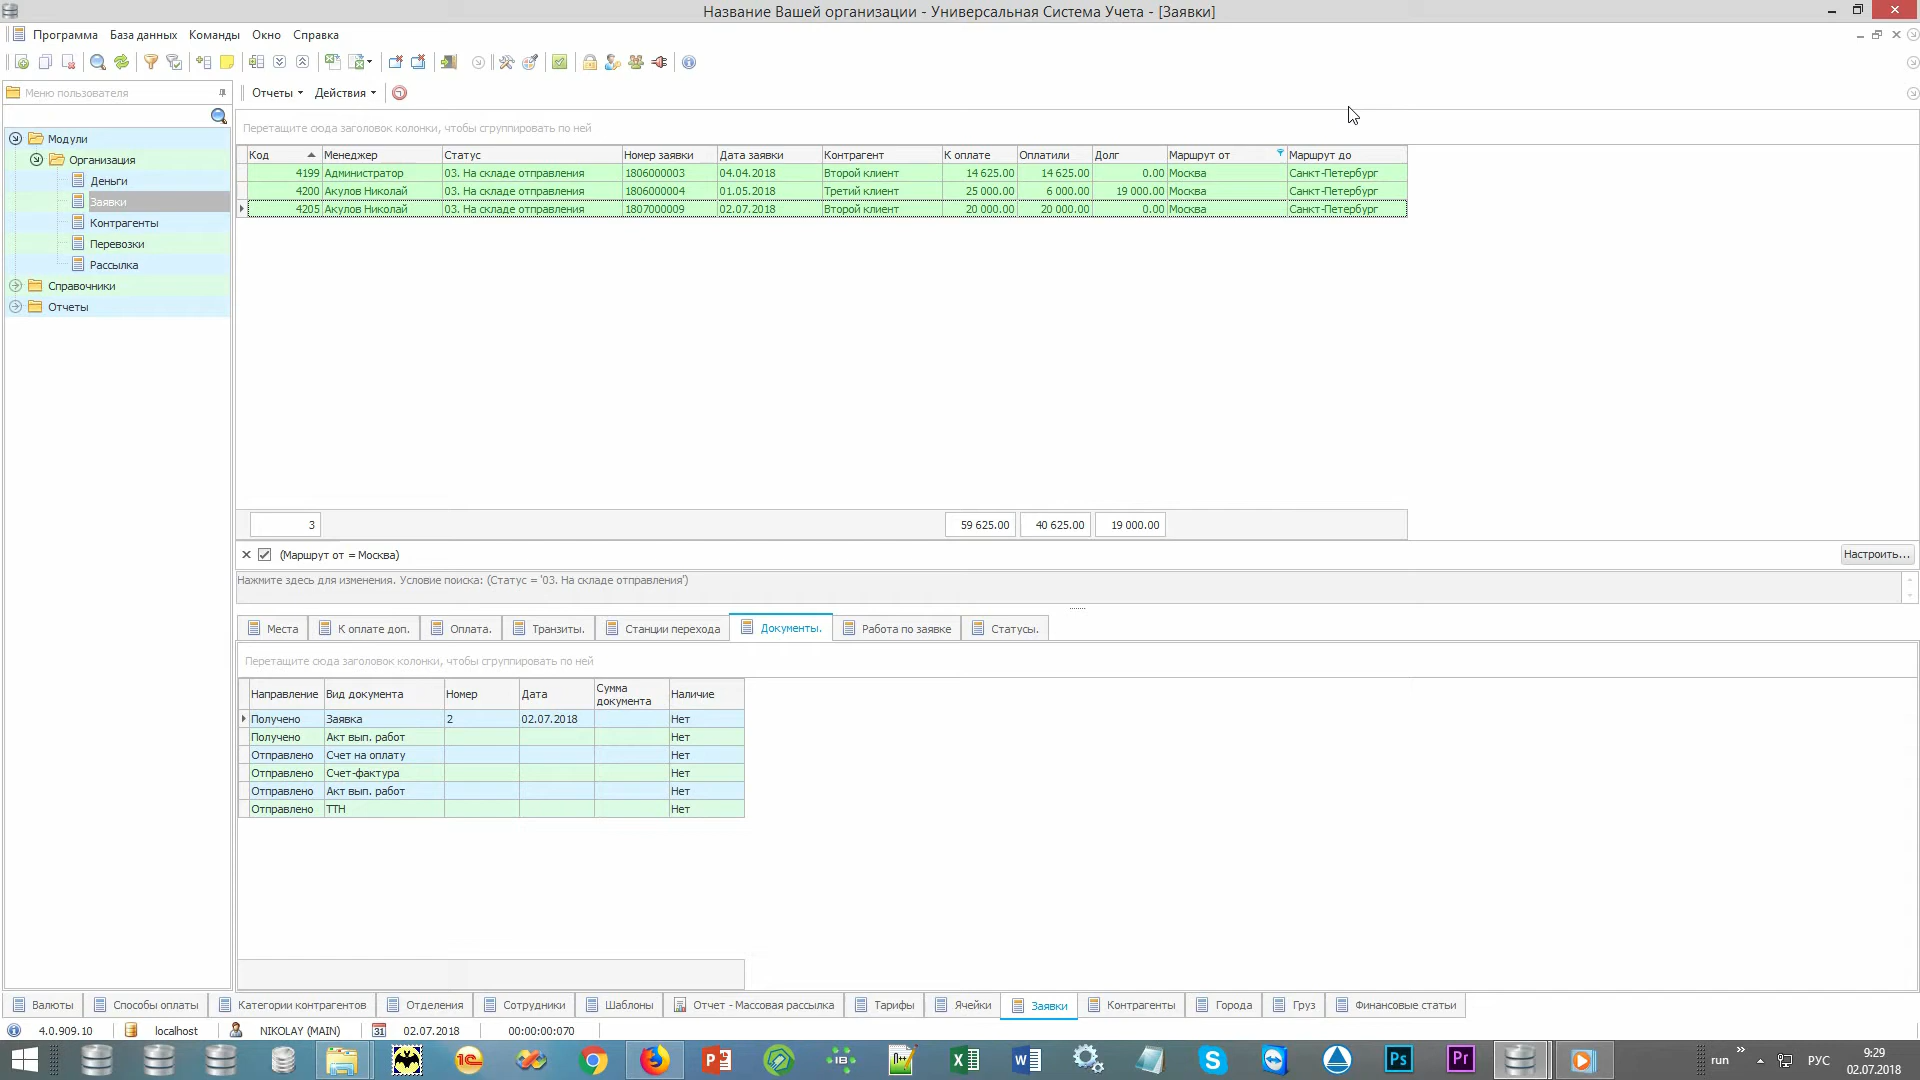 Название Вашей организации - Универсальная Система Учета - [Заявки]
Программа База данных Команды Окно Справка
Меню пользователя
Отчеты Действия
Перетащите сюда заголовок колонки, чтобы сгруппировать по ней
Модули
Организация
Деньги
Заявки
Контрагенты
Перевозки
Рассылка
Справочники
Отчеты
Код Менеджер Статус Номер заявки Дата заявки Контрагент К оплате Оплатили Долг Маршрут от Маршрут до
4199 Администратор 03. На складе отправления 1806000003 04.04.2018 Второй клиент 14 625.00 14 625.00 0.00 Москва Санкт-Петербург
4200 Акулов Николай 03. На складе отправления 1806000004 01.05.2018 Третий клиент 25 000.00 6 000.00 19 000.00 Москва Санкт-Петербург
4205 Акулов Николай 03. На складе отправления 1807000009 02.07.2018 Второй клиент 20 000.00 20 000.00 0.00 Москва Санкт-Петербург
3 59 625.00 40 625.00 19 000.00
(Маршрут от = Москва) Настроить...
Нажмите здесь для изменения. Условие поиска: (Статус = '03. На складе отправления')
Места К оплате доп. Оплата. Транзиты. Станции перехода Документы. Работа по заявке Статусы.
Перетащите сюда заголовок колонки, чтобы сгруппировать по ней
Направление Вид документа Номер Дата Сумма документа Наличие
Получено Заявка 2 02.07.2018 Нет
Получено Акт вып. работ Нет
Отправлено Счет на оплату Нет
Отправлено Счет-фактура Нет
Отправлено Акт вып. работ Нет
Отправлено ТТН Нет
Валюты Способы оплаты Категории контрагентов Отделения Сотрудники Шаблоны Отчет - Массовая рассылка Тарифы Ячейки Заявки Контрагенты Города Груз Финансовые статьи
4.0.909.10 localhost NIKOLAY (MAIN) 31 02.07.2018 00:00:00:070
run РУС 9:29
02.07.2018